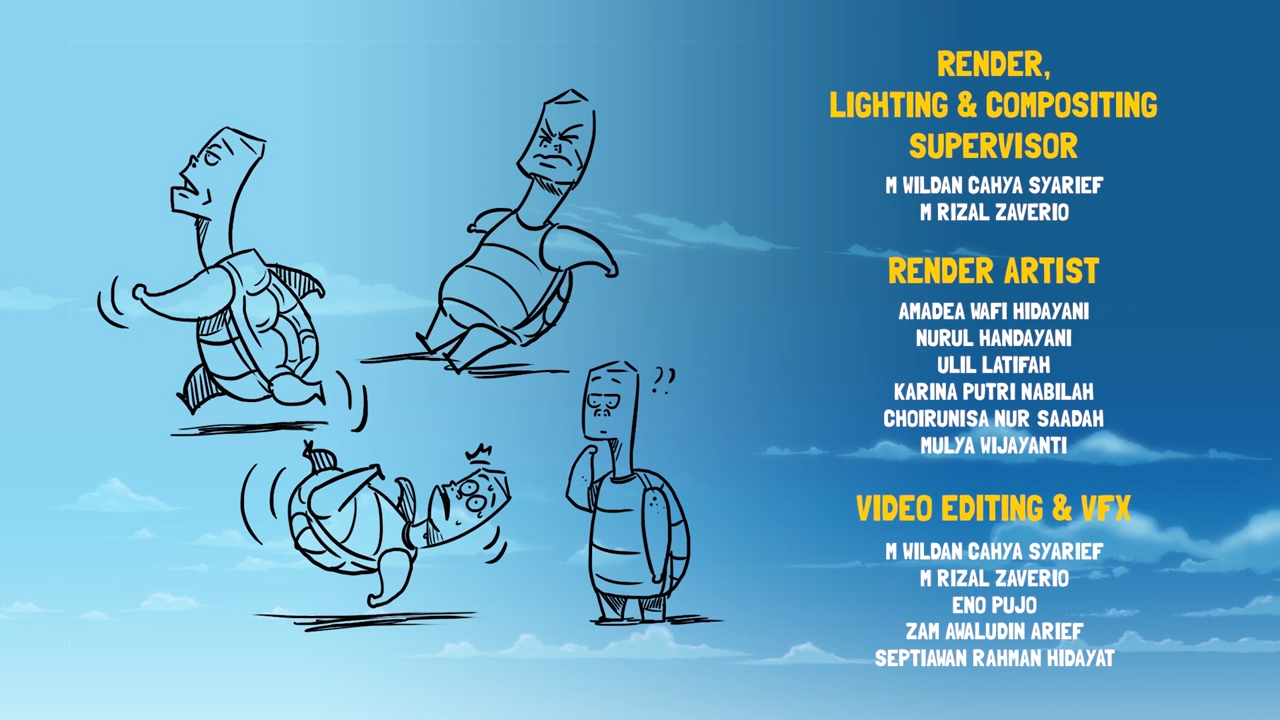 RENDER,
LIGHTING & COMPOSITING
SUPERVISOR
M WILDAN CAHYA SYARIEF
M RIZAL ZAVERIO
RENDER ARTIST
AMADEA WAFI HIDAYANI
NURUL HANDAYANI
ULIL LATIFAH
KARINA PUTRI NABILAH
CHOIRUNISA NUR SAADAH
MULYA WIJAYANTI
VIDEO EDITING & VFX
M WILDAN CAHYA SYARIEF
M RIZAL ZAVERIO
ENO PUJO
ZAM AWALUDIN ARIEF
SEPTIAWAN RAHMAN HIDAYAT
??